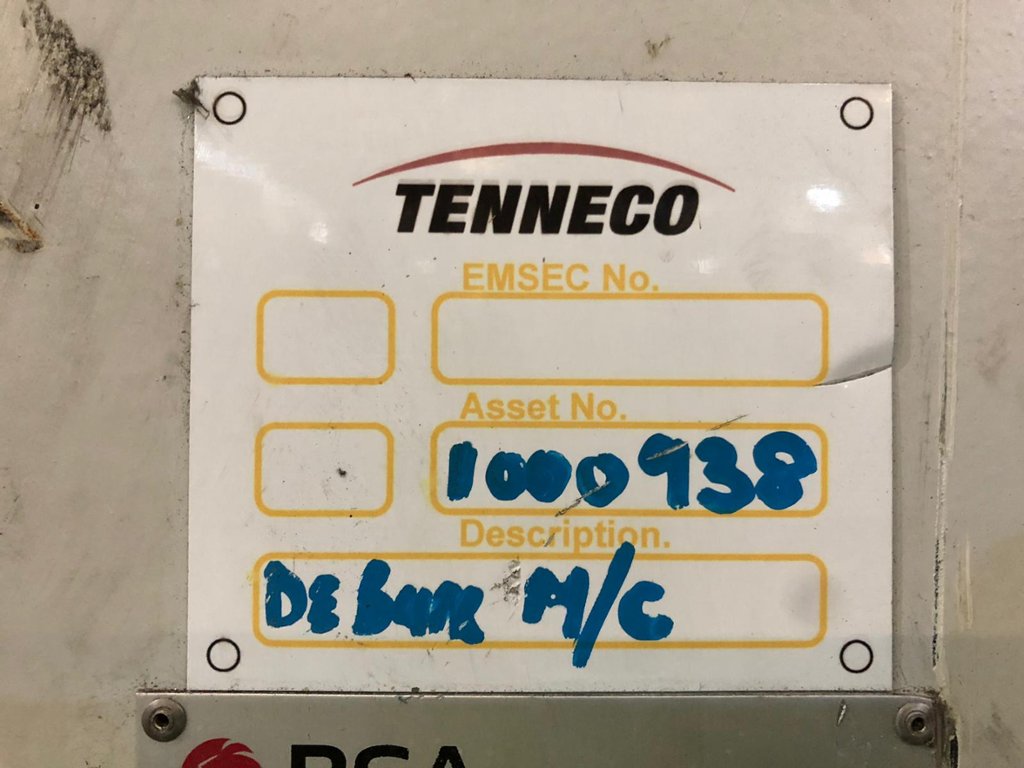 TENNECO
EMSEC No.
Asset No.
1000938
Description.
DE BURR M/C